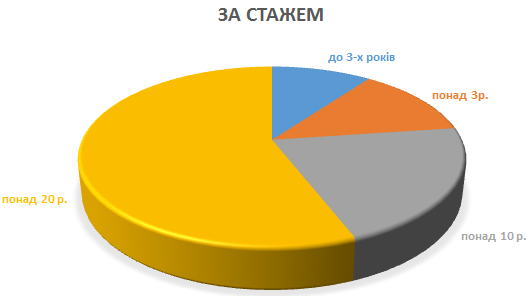 ЗА СТАЖЕМ
до 3-х років
понад 3р.
понад 20 р.
понад 10 р.